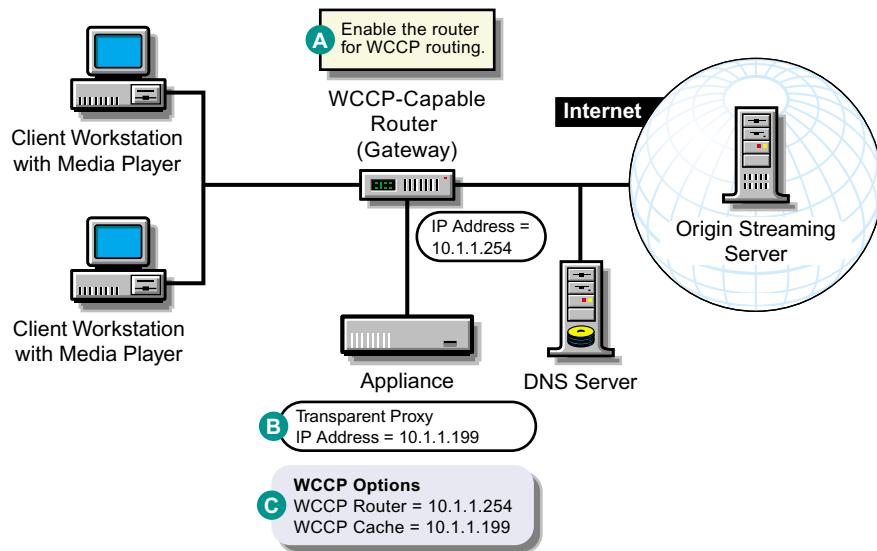 A
Enable the router
for WCCP routing.
WCCP-Capable
Router
(Gateway)
Internet
Client Workstation
with Media Player
IP Address =
10.1.1.254
Origin Streaming
Server
Client Workstation
with Media Player
Appliance
DNS Server
B
Transparent Proxy
IP Address = 10.1.1.199
C
WCCP Options
WCCP Router = 10.1.1.254
WCCP Cache = 10.1.1.199